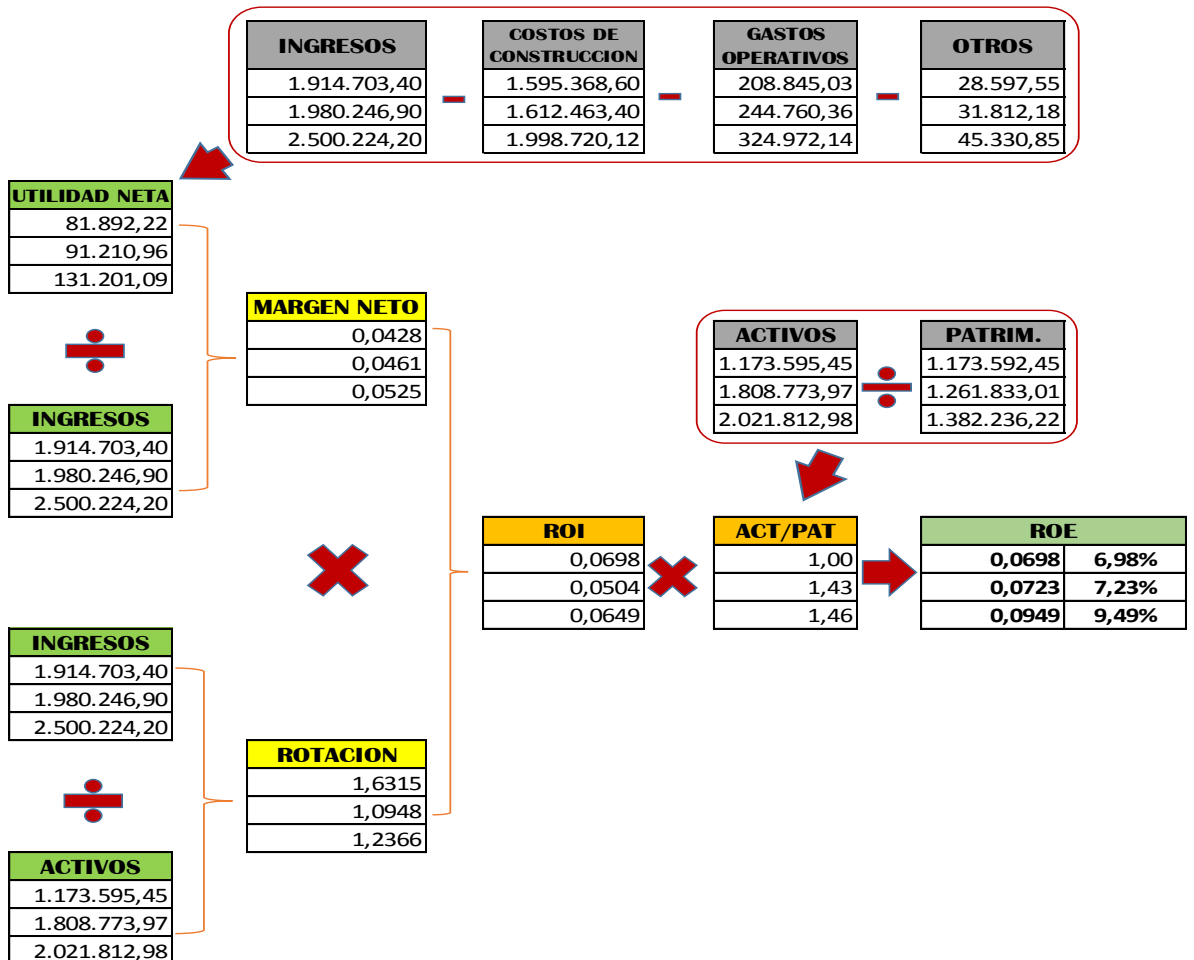 INGRESOS
1.914.703,40
1.980.246,90
2.500.224,20
COSTOS DE
CONSTRUCCION
1.595.368,60
1.612.463,40
1.998.720,12
GASTOS
OPERATIVOS
208.845,03
244.760,36
324.972,14
OTROS
28.597,55
31.812,18
45.330,85
UTILIDAD NETA
81.892,22
91.210,96
131.201,09
INGRESOS
1.914.703,40
1.980.246,90
2.500.224,20
MARGEN NETO
0,0428
0,0461
0,0525
ACTIVOS
1.173.595,45
1.808.773,97
2.021.812,98
PATRIM.
1.173.592,45
1.261.833,01
1.382.236,22
ROI
0,0698
0,0504
0,0649
ACT/PAT
1,00
1,43
1,46
ROE
0,0698 6,98%
0,0723 7,23%
0,0949 9,49%
INGRESOS
1.914.703,40
1.980.246,90
2.500.224,20
ROTACION
1,6315
1,0948
1,2366
ACTIVOS
1.173.595,45
1.808.773,97
2.021.812,98